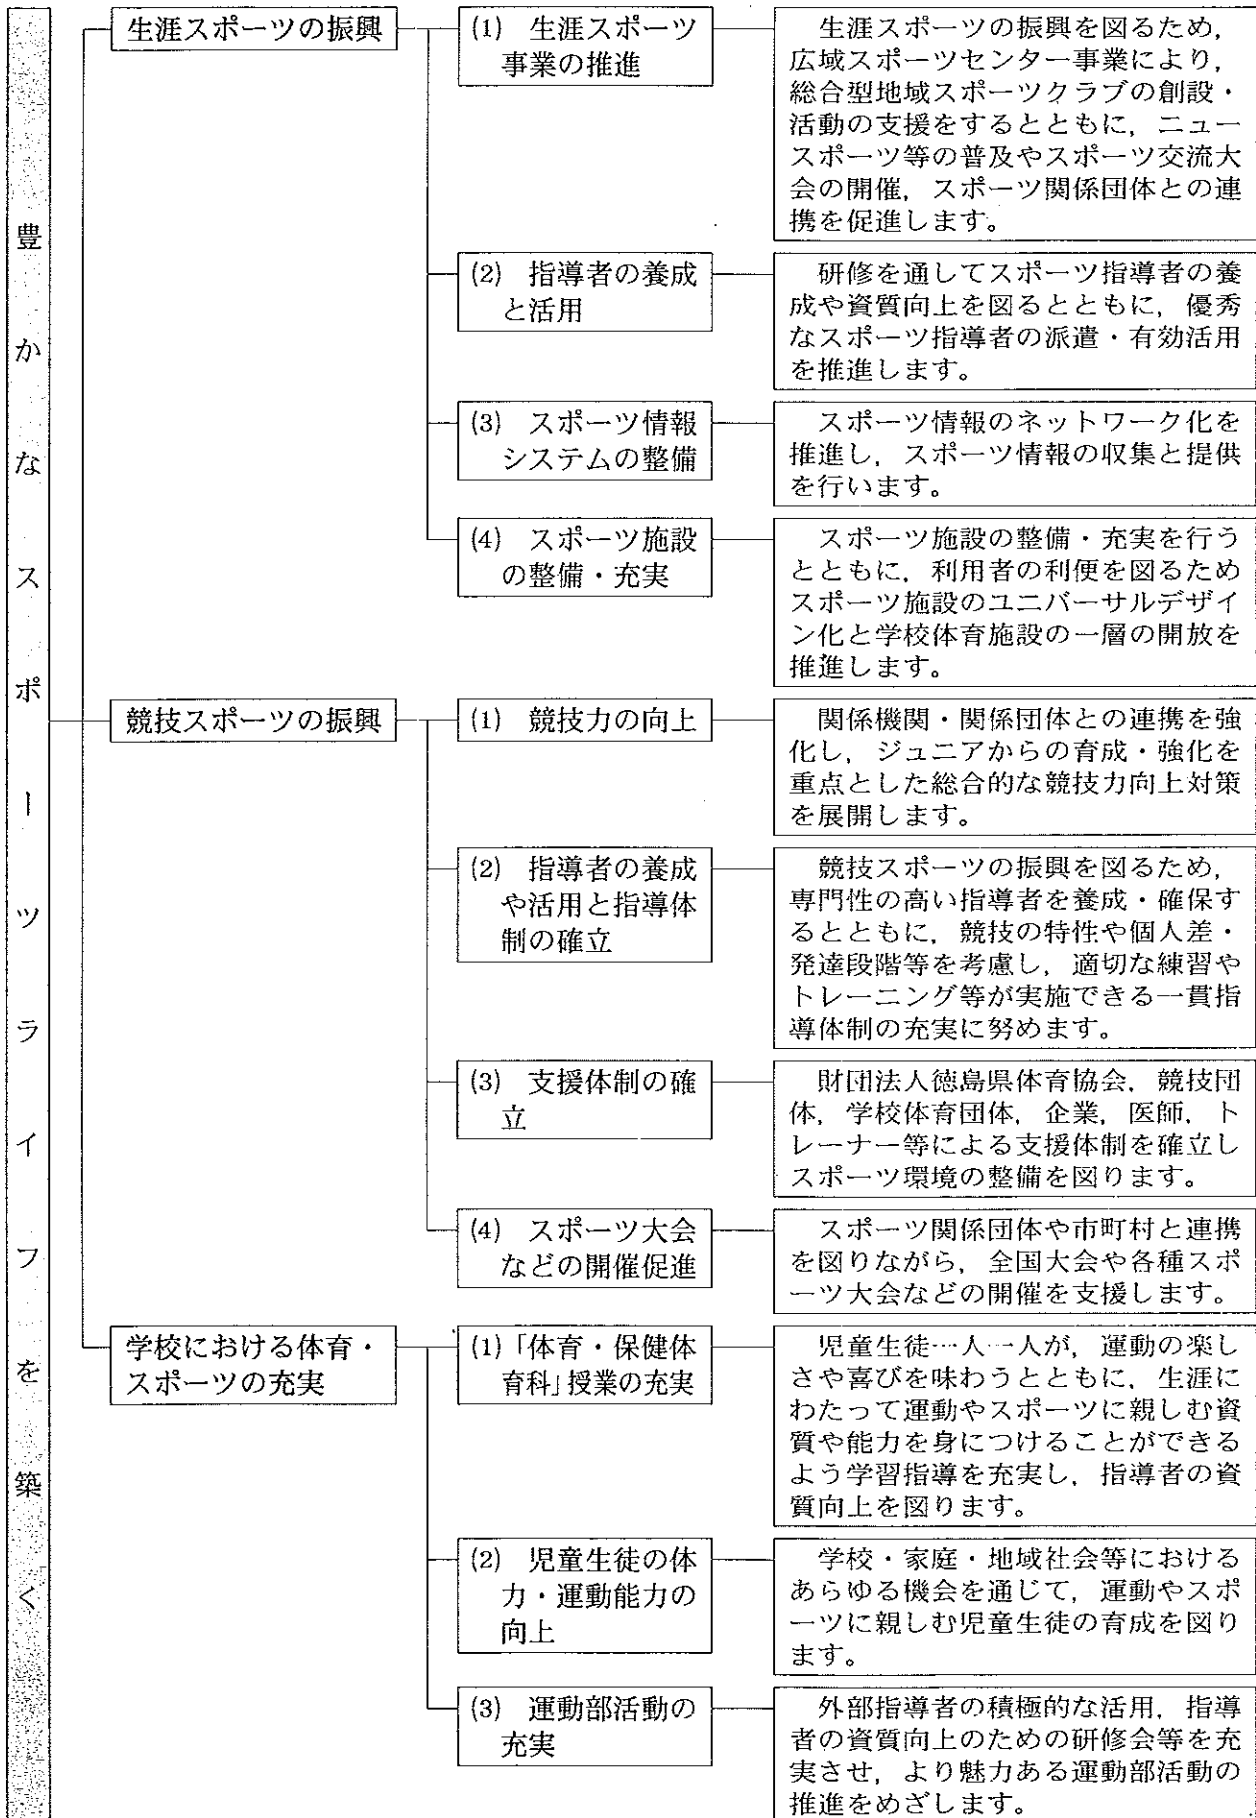 豊かなスポーツライフを築く
生涯スポーツの振興
(1) 生涯スポーツ
事業の推進
生涯スポーツの振興を図るため，
広域スポーツセンター事業により，
総合型地域スポーツクラブの創設・
活動の支援をするとともに，ニュー
スポーツ等の普及やスポーツ交流大
会の開催，スポーツ関係団体との連
携を促進します。
(2) 指導者の養成
と活用
研修を通してスポーツ指導者の養
成や資質向上を図るとともに，優秀
なスポーツ指導者の派遣・有効活用
を推進します。
(3) スポーツ情報
システムの整備
スポーツ情報のネットワーク化を
推進し，スポーツ情報の収集と提供
を行います。
(4) スポーツ施設
の整備・充実
スポーツ施設の整備・充実を行う
とともに，利用者の利便を図るため
スポーツ施設のユニバーサルデザイ
ン化と学校体育施設の一層の開放を
推進します。
競技スポーツの振興
(1) 競技力の向上
関係機関・関係団体との連携を強
化し，ジュニアからの育成・強化を
重点とした総合的な競技力向上対策
を展開します。
(2) 指導者の養成
や活用と指導体
制の確立
競技スポーツの振興を図るため，
専門性の高い指導者を養成・確保す
るとともに，競技の特性や個人差・
発達段階等を考慮し，適切な練習や
トレーニング等が実施できる一貫指
導体制の充実に努めます。
(3) 支援体制の確
立
財団法人徳島県体育協会，競技団
体，学校体育団体，企業，医師，ト
レーナー等による支援体制を確立し
スポーツ環境の整備を図ります。
(4) スポーツ大会
などの開催促進
スポーツ関係団体や市町村と連携
を図りながら，全国大会や各種スポ
ーツ大会などの開催を支援します。
学校における体育・
スポーツの充実
(1)「体育・保健体
育科」授業の充実
児童生徒一人一人が，運動の楽し
さや喜びを味わうとともに，生涯に
わたって運動やスポーツに親しむ資
質や能力を身につけることができる
よう学習指導を充実し，指導者の資
質向上を図ります。
(2) 児童生徒の体
力・運動能力の
向上
学校・家庭・地域社会等における
あらゆる機会を通じて，運動やスポ
ーツに親しむ児童生徒の育成を図り
ます。
(3) 運動部活動の
充実
外部指導者の積極的な活用，指導
者の資質向上のための研修会等を充
実させ，より魅力ある運動部活動の
推進をめざします。